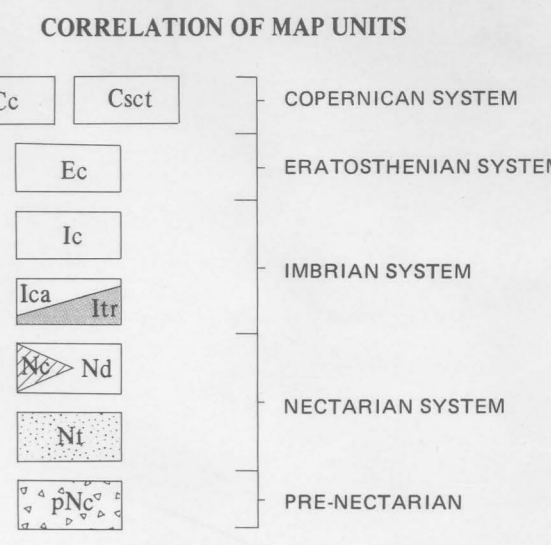 CORRELATION OF MAP UNITS
Cc Csct COPERNICAN SYSTEM
Ec ERATOSTHENIAN SYSTEM
Ic
Ica Itr IMBRIAN SYSTEM
Nc Nd
NECTARIAN SYSTEM
Nt
pNc PRE-NECTARIAN